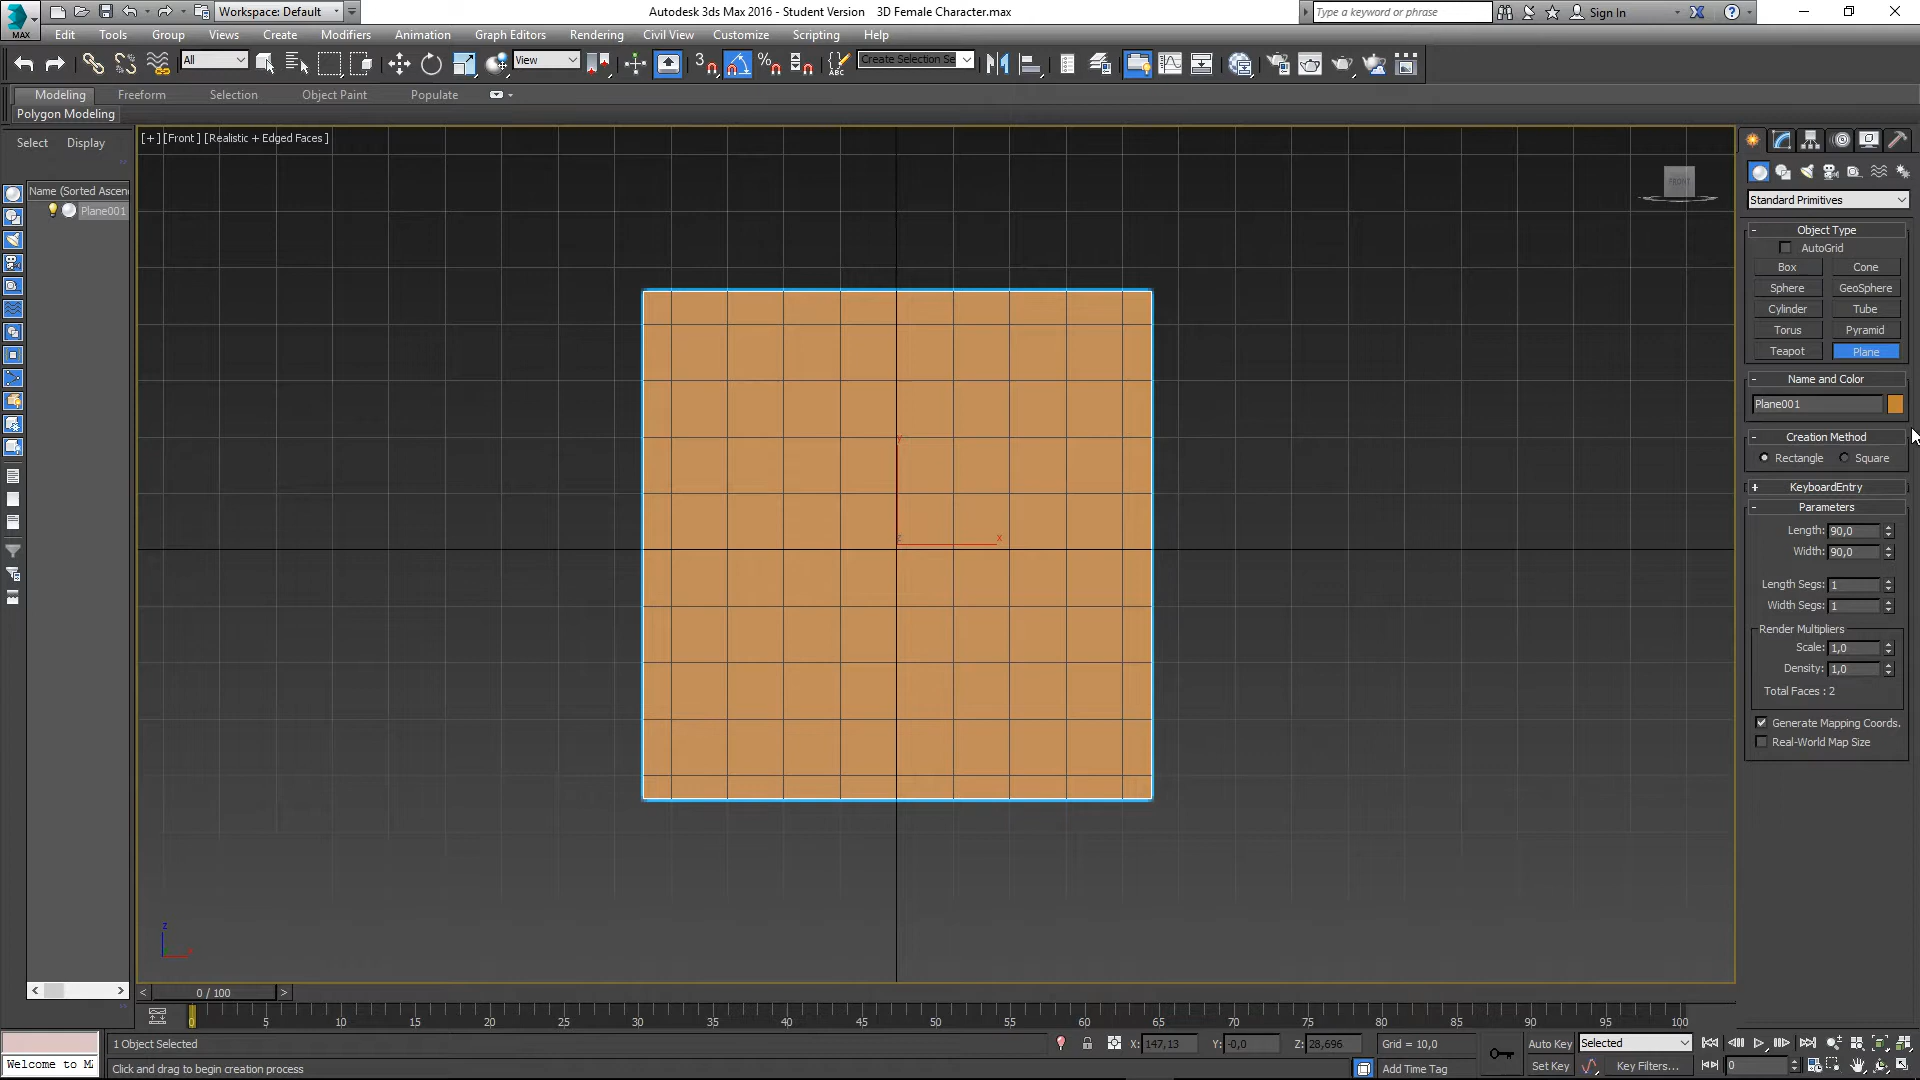 MAX
Workspace: Default
Autodesk 3ds Max 2016 - Student Version 3D Female Character.max
Type a keyword or phrase
Sign In
Edit Tools Group Views Create Modifiers Animation Graph Editors Rendering Civil View Customize Scripting Help
All
View
3
ABC
Create Selection Se
Modeling Freeform Selection Object Paint Populate
Polygon Modeling
Select Display
[+] [Front ] [Realistic + Edged Faces ]
Name (Sorted Ascen
Plane001
FRONT
Standard Primitives
- Object Type
AutoGrid
Box Cone
Sphere GeoSphere
Cylinder Tube
Torus Pyramid
Teapot Plane
- Name and Color
Plane001
- Creation Method
Rectangle Square
+ KeyboardEntry
- Parameters
Length: 90,0
Width: 90,0
Length Segs: 1
Width Segs: 1
Render Multipliers
Scale: 1,0
Density: 1,0
Total Faces : 2
Generate Mapping Coords.
Real-World Map Size
y
z x
z
< 0 / 100 >
0 5 10 15 20 25 30 35 40 45 50 55 60 65 70 75 80 85 90 95 100
1 Object Selected
X: 147,13 Y: -0,0 Z: 28,696 Grid = 10,0
Auto Key Selected
Welcome to M
Click and drag to begin creation process
Add Time Tag
Set Key Key Filters... 0